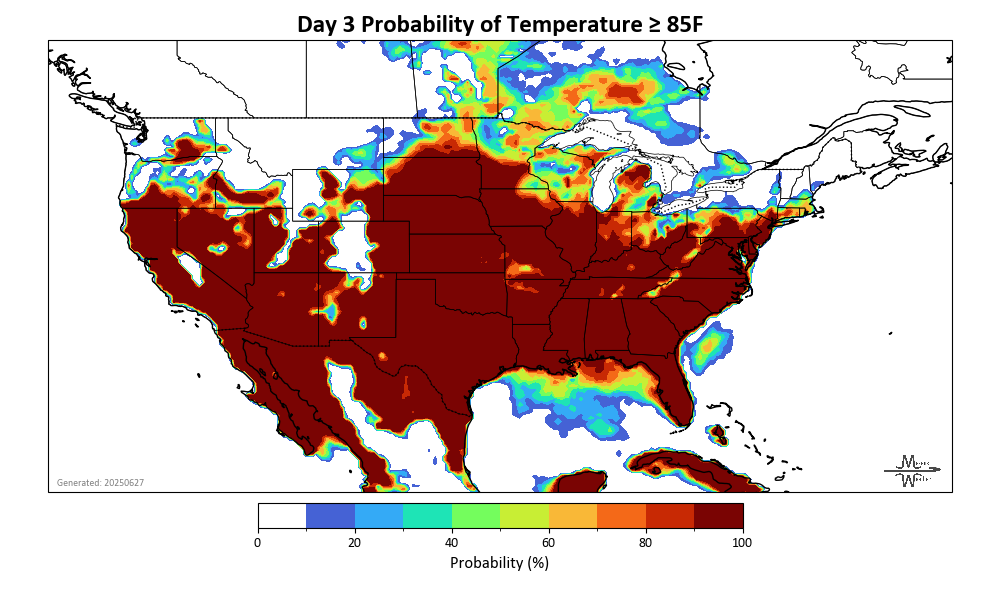 Day 3 Probability of Temperature ≥ 85F
Generated: 20250627
0 20 40 60 80 100
Probability (%)